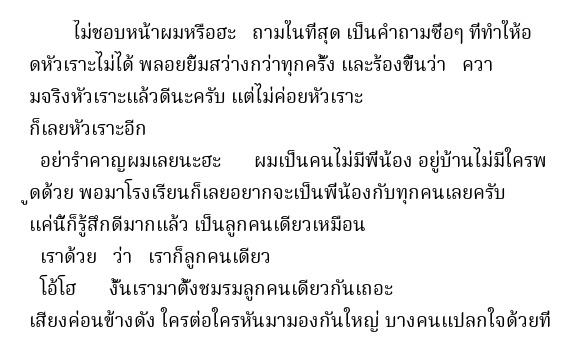 ไม่ชอบหน้าผมหรือฮะ ถามในที่สุด เป็นคำถามซื่อๆ ที่ทำให้อ
ดหัวเราะไม่ได้ พลอยยิ้มสว่างกว่าทุกครั้ง และร้องขึ้นว่า ควา
มจริงหัวเราะแล้วดีนะครับ แต่ไม่ค่อยหัวเราะ
ก็เลยหัวเราะอีก
อย่ารำคาญผมเลยนะฮะ ผมเป็นคนไม่มีพี่น้อง อยู่บ้านไม่มีใครพ
ูดด้วย พอมาโรงเรียนก็เลยอยากจะเป็นพี่น้องกับทุกคนเลยครับ
แค่นี้ก็รู้สึกดีมากแล้ว เป็นลูกคนเดียวเหมือน
เราด้วย ว่า เราก็ลูกคนเดียว
โอ้โฮ งั้นเรามาตั้งชมรมลูกคนเดียวกันเถอะ
เสียงค่อนข้างดัง ใครต่อใครหันมามองกันใหญ่ บางคนแปลกใจด้วยที่